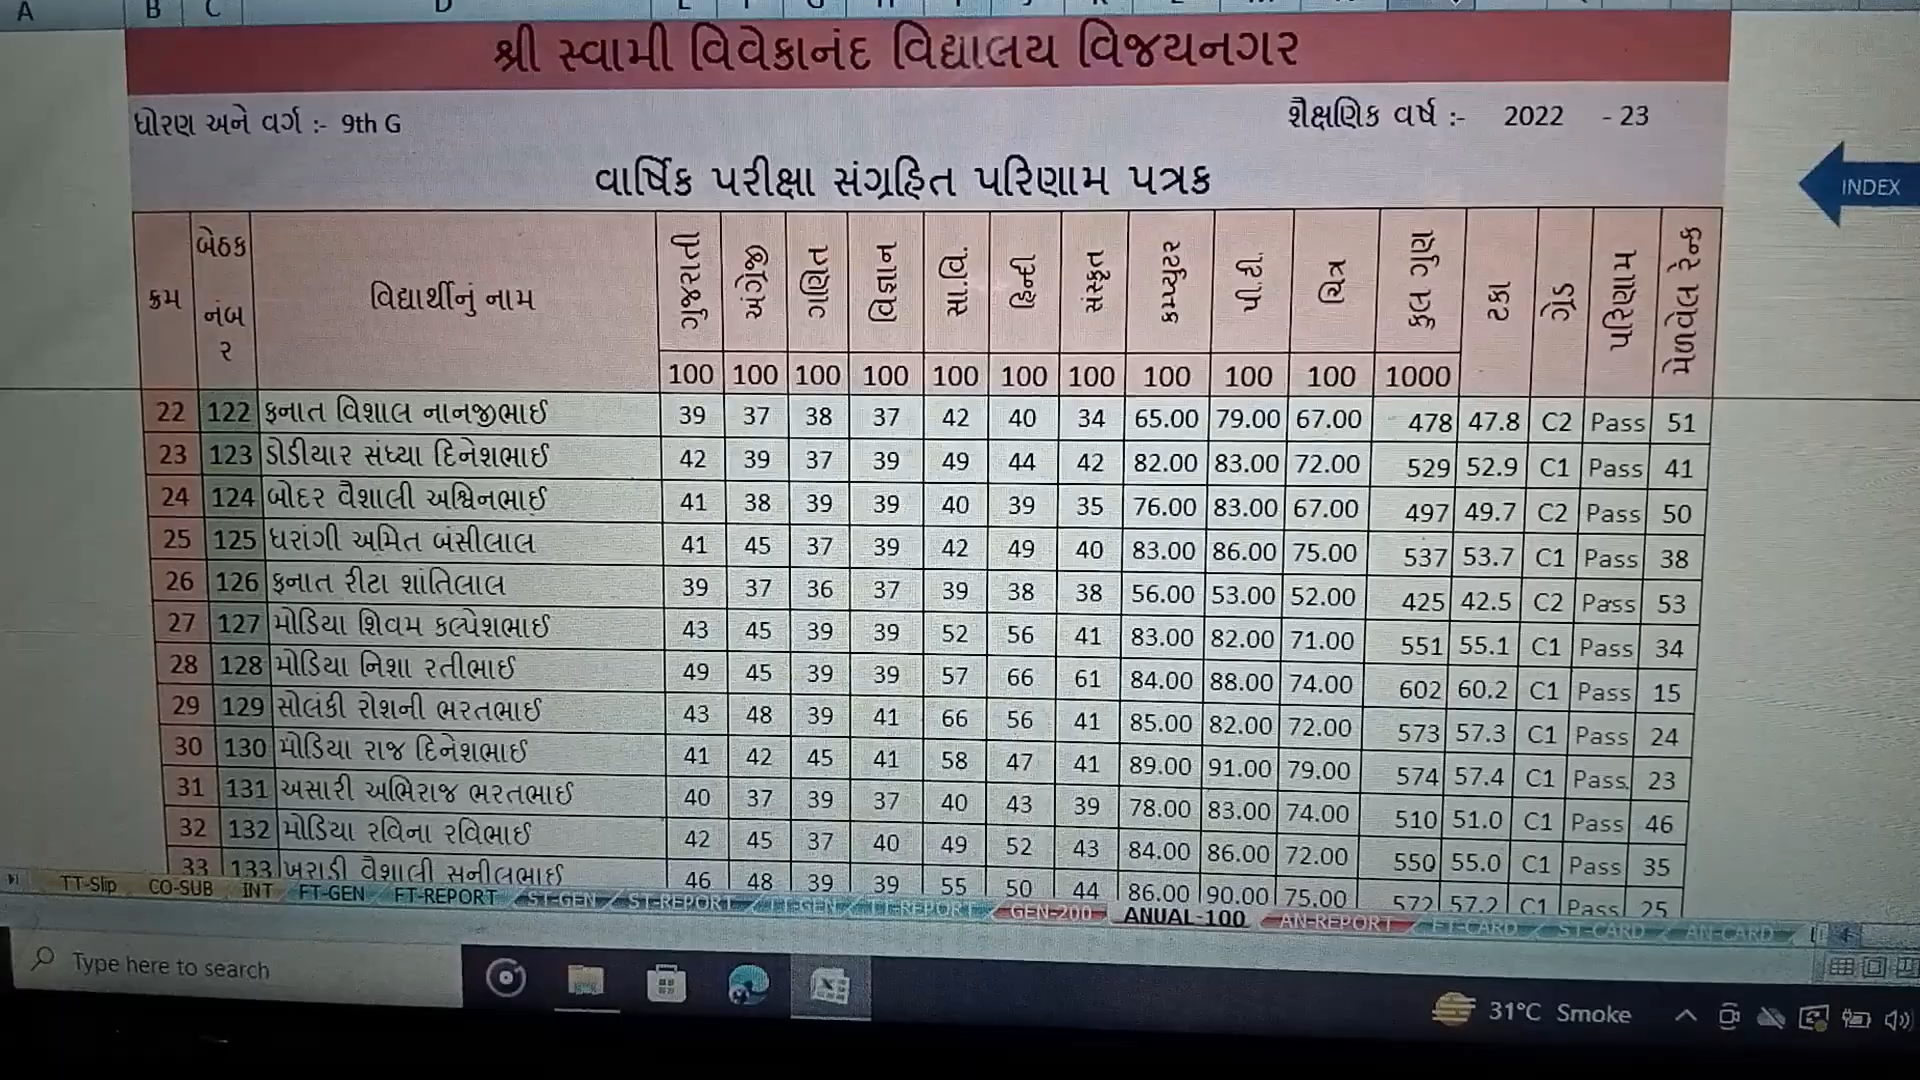 A B C D
શ્રી સ્વામી વિવેકાનંદ વિદ્યાલય વિજયનગર
ધોરણ અને વર્ગ :- 9th G શૈક્ષણિક વર્ષ :- 2022 - 23
વાર્ષિક પરીક્ષા સંગ્રહિત પરિણામ પત્રક
INDEX
ક્રમ બેઠક નંબર વિદ્યાર્થીનું નામ ગુજરાતી અંગ્રેજી ગણિત વિજ્ઞાન સા.વિ. હિન્દી સંસ્કૃત કમ્પ્યુટર પી.ટી. ચિત્ર કુલ ગુણ ટકા ગ્રેડ પરિણામ મેળવેલ રેન્ક
100 100 100 100 100 100 100 100 100 100 1000
22 122 ફનાત વિશાલ નાનજીભાઈ 39 37 38 37 42 40 34 65.00 79.00 67.00 478 47.8 C2 Pass 51
23 123 ડોડીયાર સંધ્યા દિનેશભાઈ 42 39 37 39 49 44 42 82.00 83.00 72.00 529 52.9 C1 Pass 41
24 124 બોદર વૈશાલી અશ્વિનભાઈ 41 38 39 39 40 39 35 76.00 83.00 67.00 497 49.7 C2 Pass 50
25 125 ધરાંગી અમિત બંસીલાલ 41 45 37 39 42 49 40 83.00 86.00 75.00 537 53.7 C1 Pass 38
26 126 ફનાત રીટા શાંતિલાલ 39 37 36 37 39 38 38 56.00 53.00 52.00 425 42.5 C2 Pass 53
27 127 મોડિયા શિવમ કલ્પેશભાઈ 43 45 39 39 52 56 41 83.00 82.00 71.00 551 55.1 C1 Pass 34
28 128 મોડિયા નિશા રતીભાઈ 49 45 39 39 57 66 61 84.00 88.00 74.00 602 60.2 C1 Pass 15
29 129 સોલંકી રોશની ભરતભાઈ 43 48 39 41 66 56 41 85.00 82.00 72.00 573 57.3 C1 Pass 24
30 130 મોડિયા રાજ દિનેશભાઈ 41 42 45 41 58 47 41 89.00 91.00 79.00 574 57.4 C1 Pass 23
31 131 અસારી અભિરાજ ભરતભાઈ 40 37 39 37 40 43 39 78.00 83.00 74.00 510 51.0 C1 Pass 46
32 132 મોડિયા રવિના રવિભાઈ 42 45 37 40 49 52 43 84.00 86.00 72.00 550 55.0 C1 Pass 35
33 133 ખરાડી વૈશાલી સુનીલભાઈ 46 48 39 39 55 50 44 86.00 90.00 75.00 572 57.2 C1 Pass 25
TT-Slip CO-SUB INT FT-GEN FT-REPORT ST-GEN ST-REPORT TT-GEN TT-REPORT GEN-200 ANUAL-100 AN-REPORT FT-CARD ST-CARD AN-CARD
Type here to search 31°C Smoke